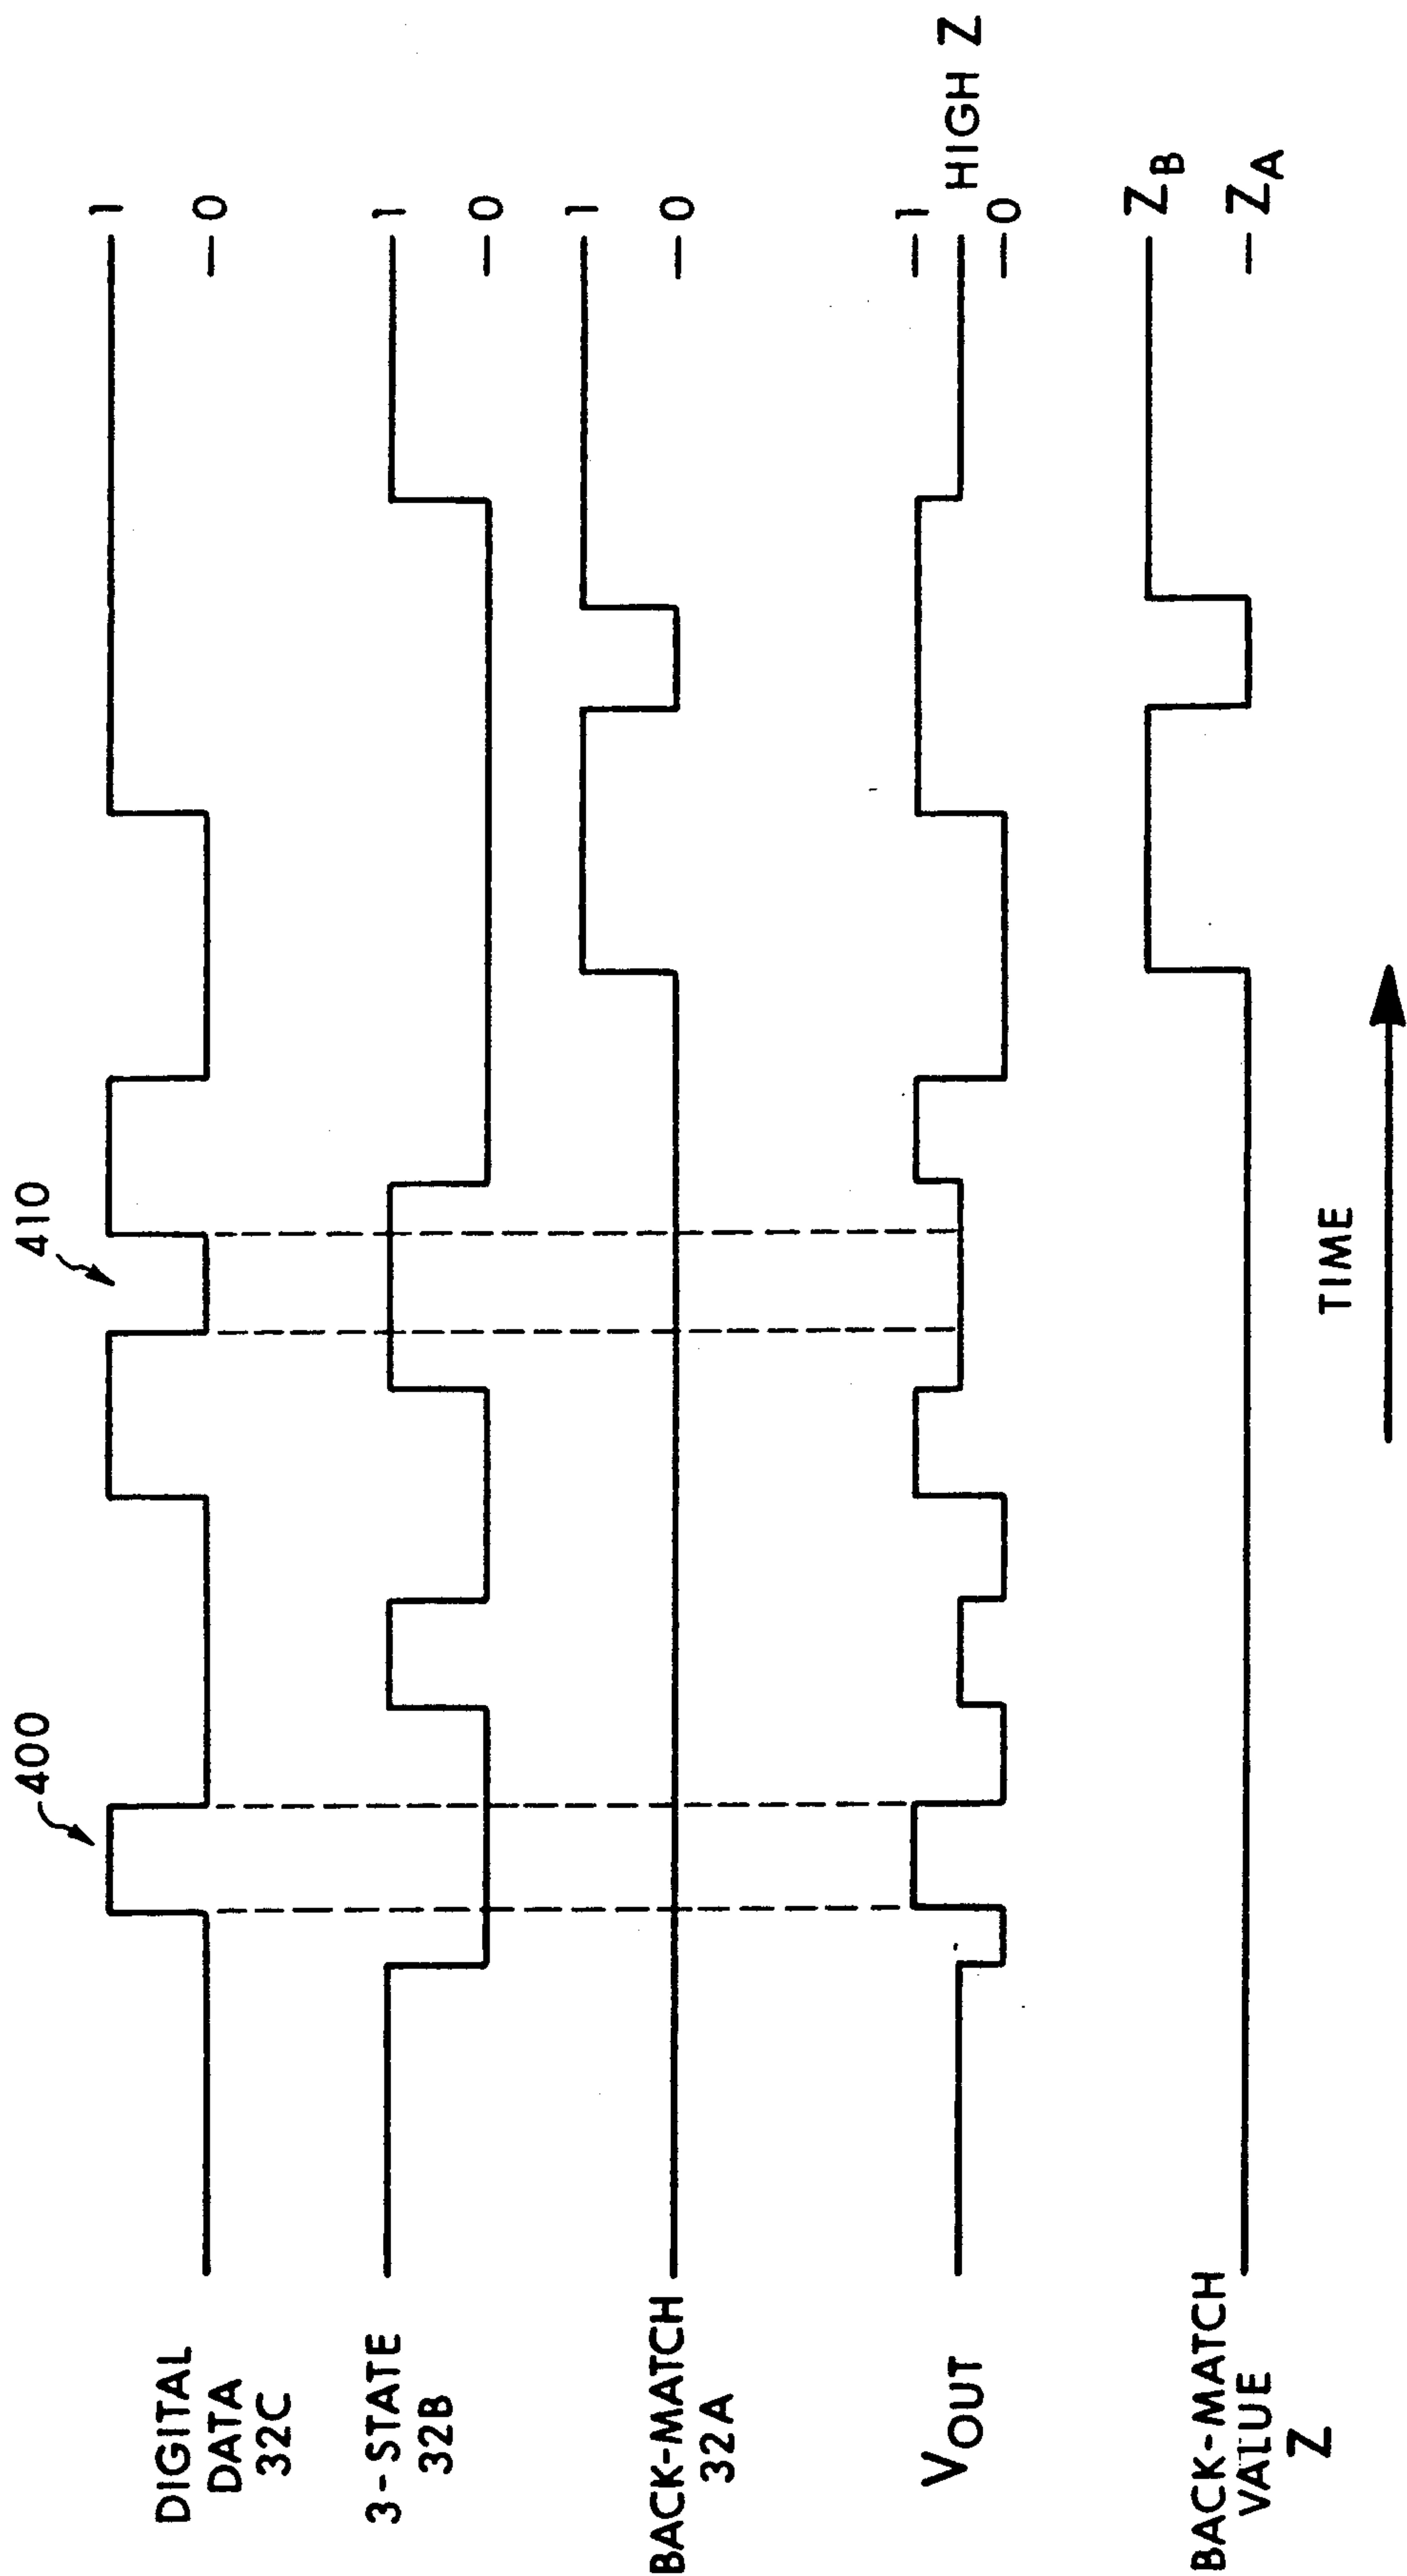 400
410
DIGITAL
DATA
32C
1
0
3-STATE
32B
1
0
BACK-MATCH
32A
1
0
VOUT
1
HIGH Z
0
BACK-MATCH
VALUE
Z
ZB
ZA
TIME